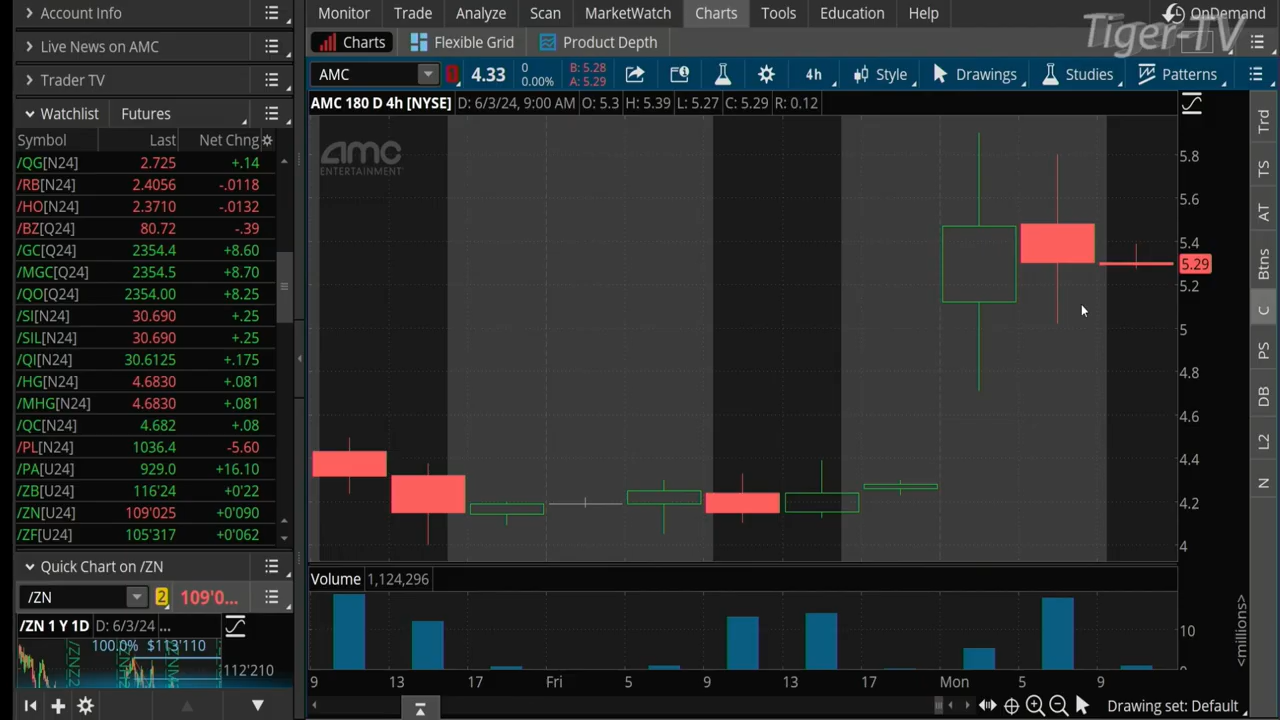 Account Info
Live News on AMC
Trader TV
Watchlist Futures
Symbol Last Net Chng
/QG[N24] 2.725 +.14
/RB[N24] 2.4056 -.0118
/HO[N24] 2.3710 -.0132
/BZ[Q24] 80.72 -.39
/GC[Q24] 2354.4 +8.60
/MGC[Q24] 2354.5 +8.70
/QO[Q24] 2354.00 +8.25
/SI[N24] 30.690 +.25
/SIL[N24] 30.690 +.25
/QI[N24] 30.6125 +.175
/HG[N24] 4.6830 +.081
/MHG[N24] 4.6830 +.081
/QC[N24] 4.682 +.08
/PL[N24] 1036.4 -5.60
/PA[U24] 929.0 +16.10
/ZB[U24] 116'24 +0'22
/ZN[U24] 109'025 +0'090
/ZF[U24] 105'317 +0'062
Quick Chart on /ZN
/ZN 2 109'0...
/ZN 1 Y 1D D: 6/3/24 ...
100.0% $113'110
112'210
Monitor Trade Analyze Scan MarketWatch Charts Tools Education Help OnDemand
Tiger-TV
Charts Flexible Grid Product Depth
AMC 1 4.33 0 0.00% B: 5.28 A: 5.29 4h Style Drawings Studies Patterns
AMC 180 D 4h [NYSE] D: 6/3/24, 9:00 AM O: 5.3 H: 5.39 L: 5.27 C: 5.29 R: 0.12
amc
ENTERTAINMENT
5.8
5.6
5.4
5.29
5.2
5
4.8
4.6
4.4
4.2
4
Volume 1,124,296
10
0
<millions>
9 13 17 Fri 5 9 13 17 Mon 5 9
Drawing set: Default
Trd
TS
AT
Btns
C
PS
DB
L2
N